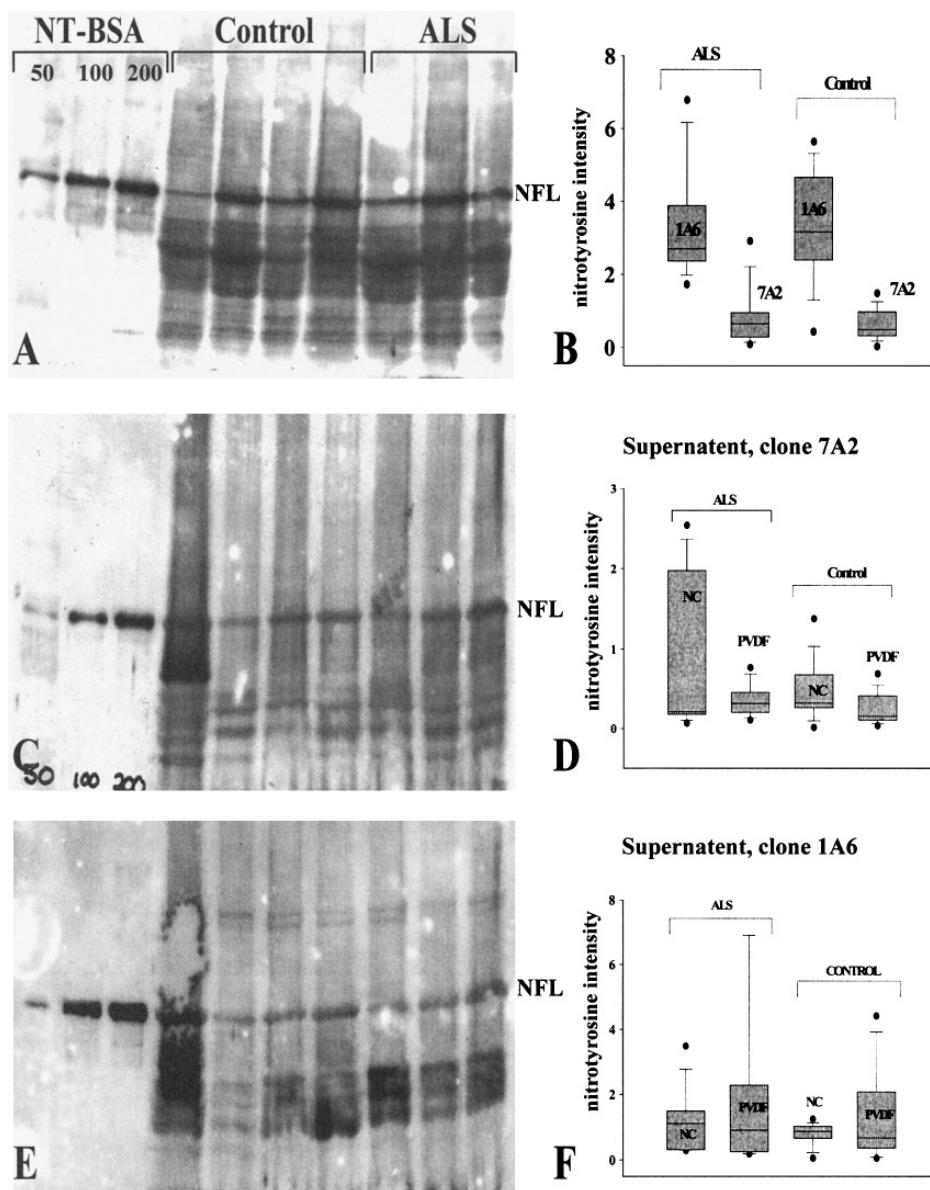 NT-BSA Control ALS
50 100 200
NFL
A
8
6
4
2
0
nitrotyrosine intensity
ALS
Control
1A6
7A2
1A6
7A2
B
NFL
C
50 100 200
Supernatent, clone 7A2
3
2
1
0
nitrotyrosine intensity
ALS
Control
NC
PVDF
NC
PVDF
D
NFL
E
Supernatent, clone 1A6
8
6
4
2
0
nitrotyrosine intensity
ALS
CONTROL
NC
PVDF
NC
PVDF
F